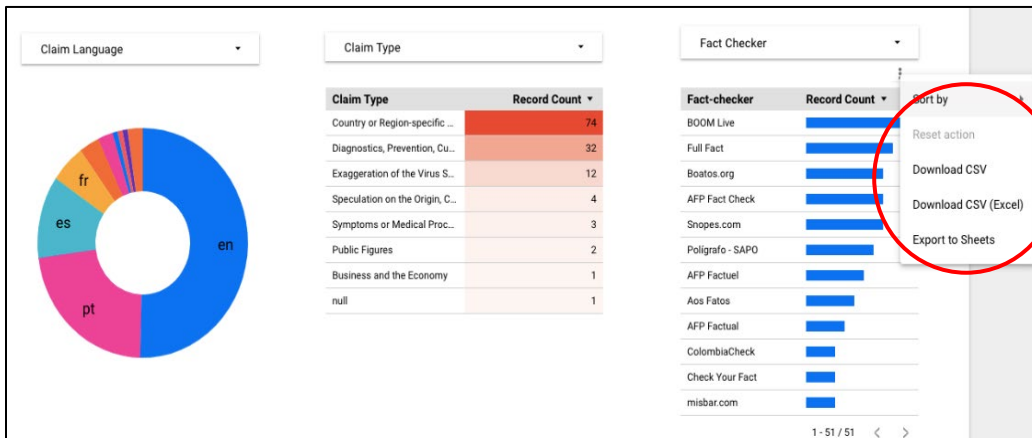 Claim Language
Claim Type
Fact Checker
en
pt
es
fr
Claim Type Record Count
Country or Region-specific ... 74
Diagnostics, Prevention, Cu... 32
Exaggeration of the Virus S... 12
Speculation on the Origin, C... 4
Symptoms or Medical Proc... 3
Public Figures 2
Business and the Economy 1
null 1
Fact-checker Record Count
BOOM Live
Full Fact
Boatos.org
AFP Fact Check
Snopes.com
Polígrafo - SAPO
AFP Factuel
Aos Fatos
AFP Factual
ColombiaCheck
Check Your Fact
misbar.com
1 - 51 / 51
Sort by
Reset action
Download CSV
Download CSV (Excel)
Export to Sheets